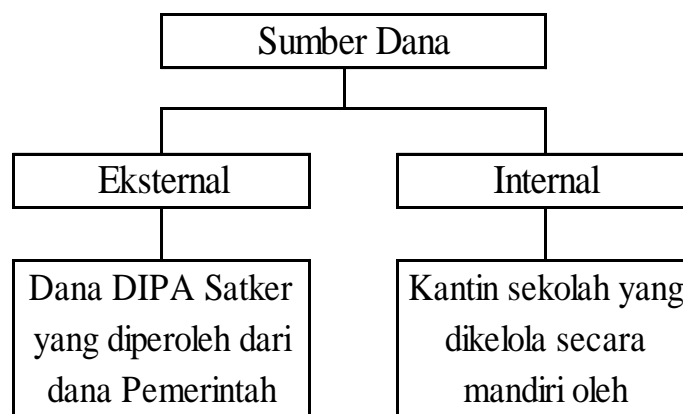 Sumber Dana
Eksternal
Internal
Dana DIPA Satker
yang diperoleh dari
dana Pemerintah
Kantin sekolah yang
dikelola secara
mandiri oleh